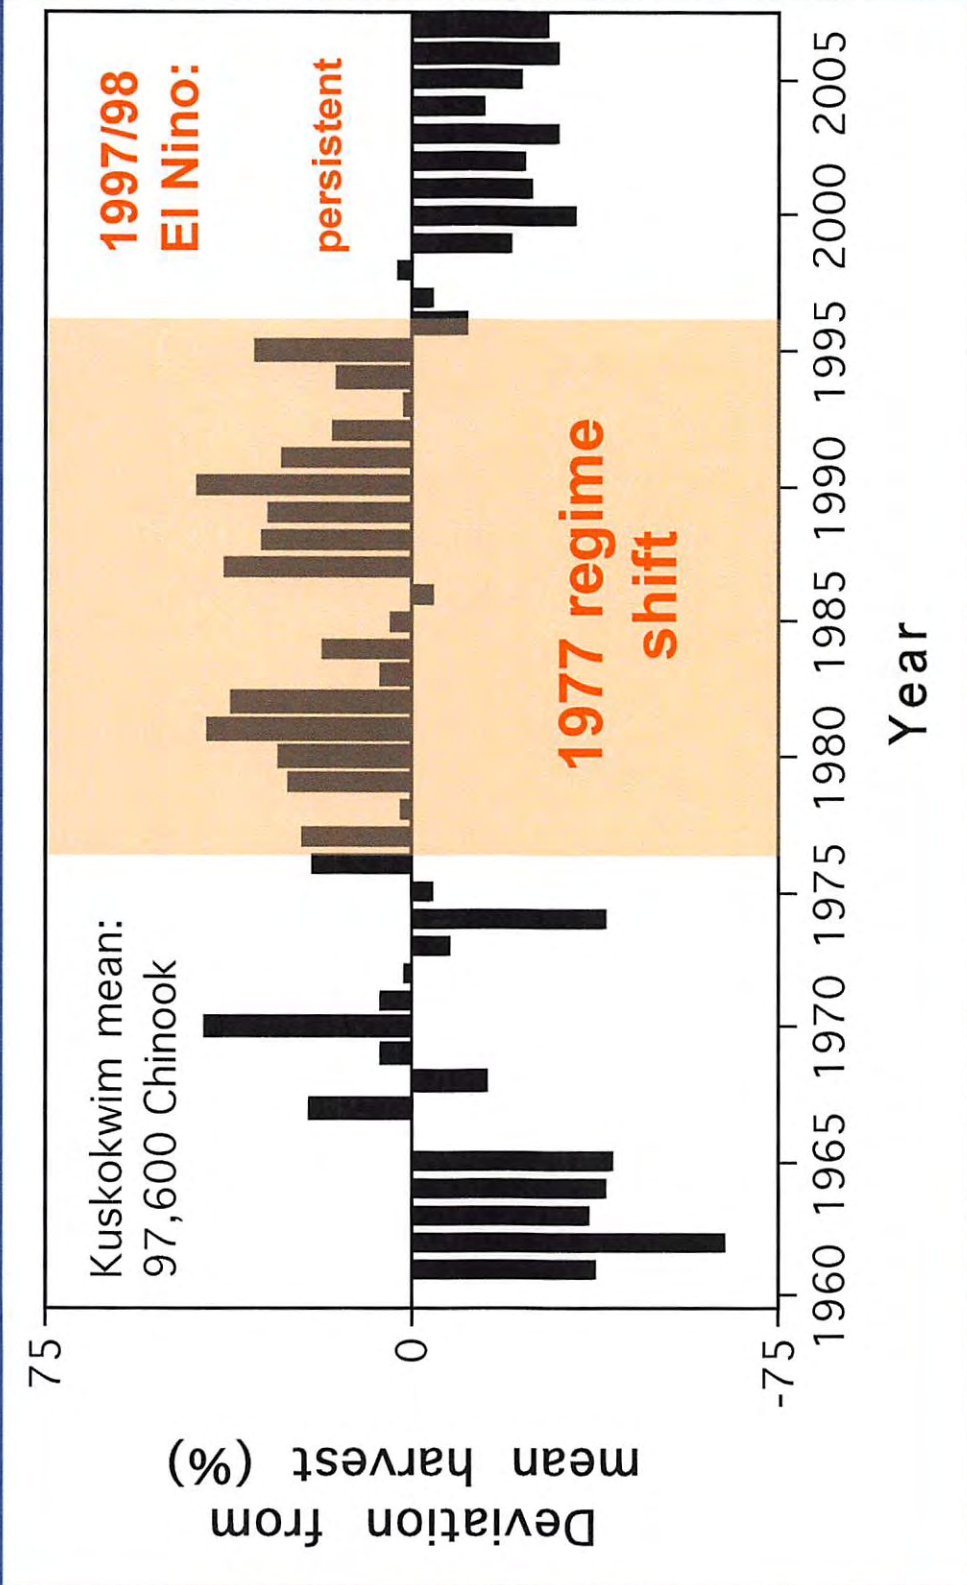 Kuskokwim mean:
97,600 Chinook
1997/98
El Nino:
persistent
1977 regime
shift
Deviation from
mean harvest (%)
75
0
-75
1960 1965 1970 1975 1980 1985 1990 1995 2000 2005
Year